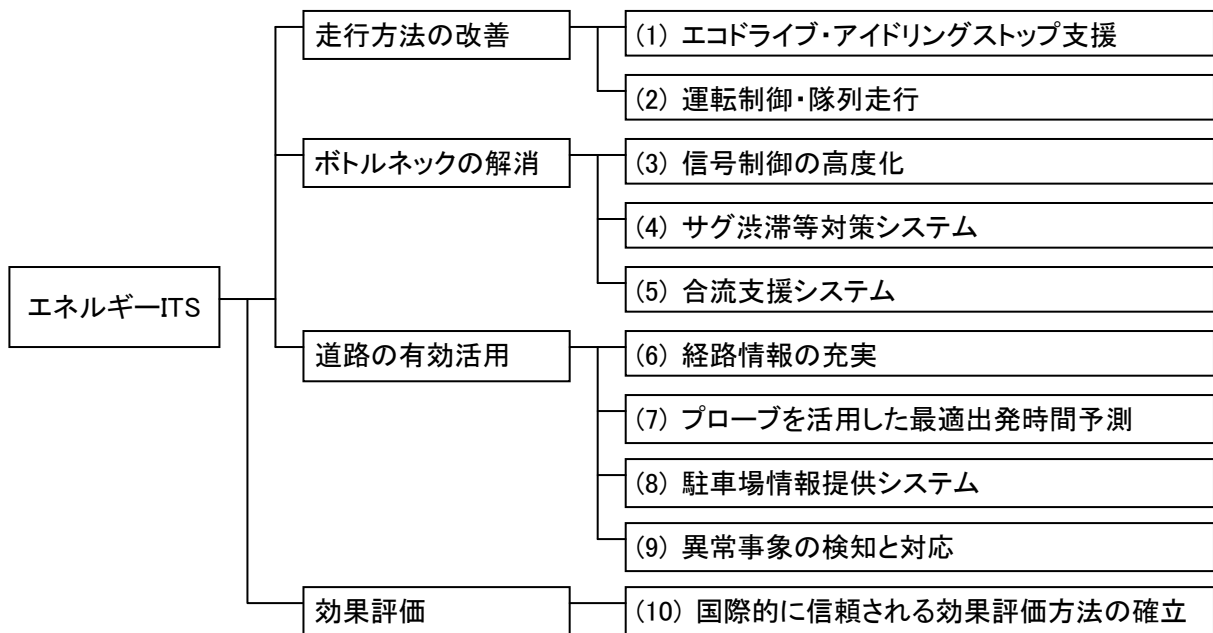 エネルギーITS
走行方法の改善
(1) エコドライブ・アイドリングストップ支援
(2) 運転制御・隊列走行
ボトルネックの解消
(3) 信号制御の高度化
(4) サグ渋滞等対策システム
(5) 合流支援システム
道路の有効活用
(6) 経路情報の充実
(7) プローブを活用した最適出発時間予測
(8) 駐車場情報提供システム
(9) 異常事象の検知と対応
効果評価
(10) 国際的に信頼される効果評価方法の確立